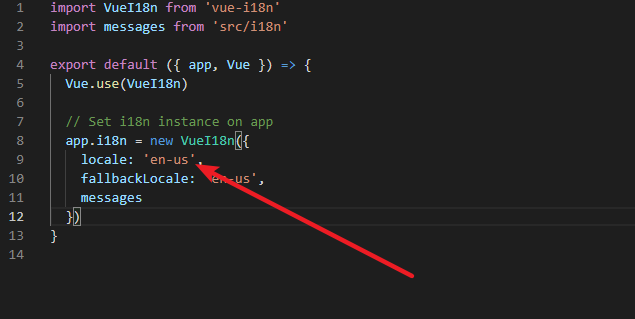 1 import VueI18n from 'vue-i18n'
2 import messages from 'src/i18n'
3
4 export default ({ app, Vue }) => {
5 Vue.use(VueI18n)
6
7 // Set i18n instance on app
8 app.i18n = new VueI18n({
9 locale: 'en-us',
10 fallbackLocale: 'en-us',
11 messages
12 })
13 }
14